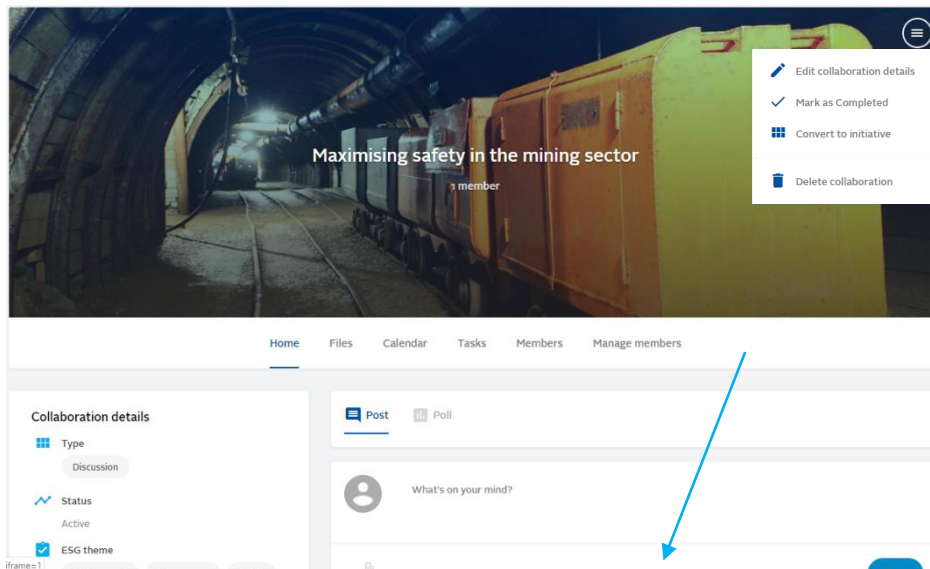 Edit collaboration details
Mark as Completed
Convert to initiative
Delete collaboration
Maximising safety in the mining sector
1 member
Home Files Calendar Tasks Members Manage members
Collaboration details
Type
Discussion
Status
Active
ESG theme
Post Poll
What's on your mind?
iframe=1